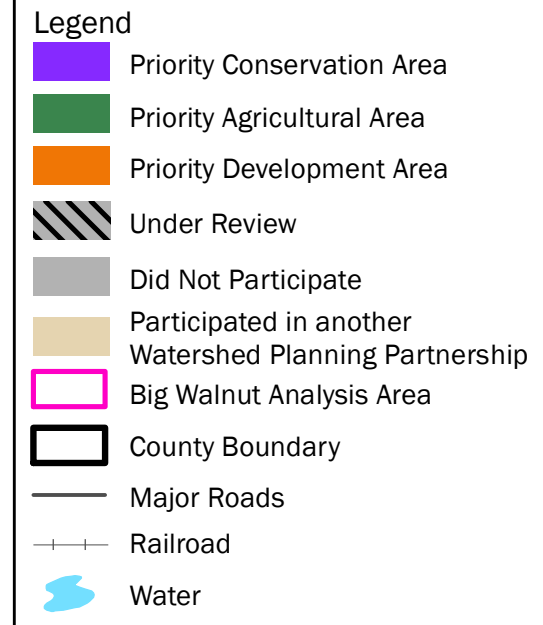 Legend
Priority Conservation Area
Priority Agricultural Area
Priority Development Area
Under Review
Did Not Participate
Participated in another
Watershed Planning Partnership
Big Walnut Analysis Area
County Boundary
Major Roads
Railroad
Water